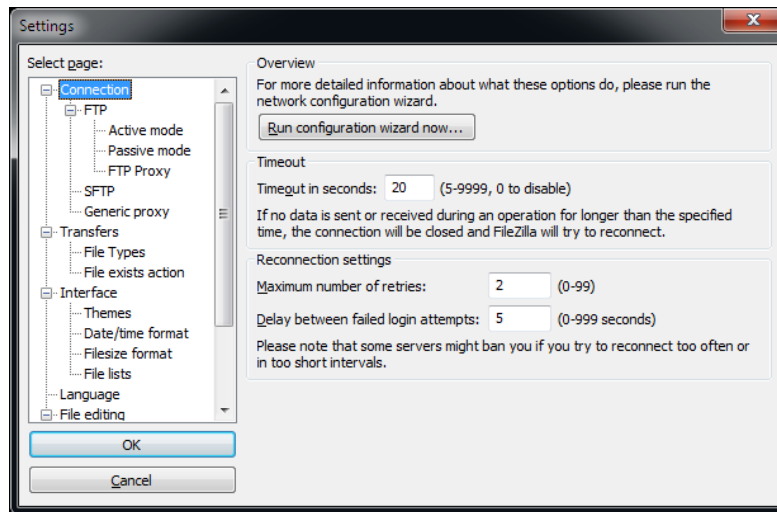 Settings
Select page:
Connection
FTP
Active mode
Passive mode
FTP Proxy
SFTP
Generic proxy
Transfers
File Types
File exists action
Interface
Themes
Date/time format
Filesize format
File lists
Language
File editing
OK
Cancel
Overview
For more detailed information about what these options do, please run the
network configuration wizard.
Run configuration wizard now...
Timeout
Timeout in seconds: 20 (5-9999, 0 to disable)
If no data is sent or received during an operation for longer than the specified
time, the connection will be closed and FileZilla will try to reconnect.
Reconnection settings
Maximum number of retries: 2 (0-99)
Delay between failed login attempts: 5 (0-999 seconds)
Please note that some servers might ban you if you try to reconnect too often or
in too short intervals.